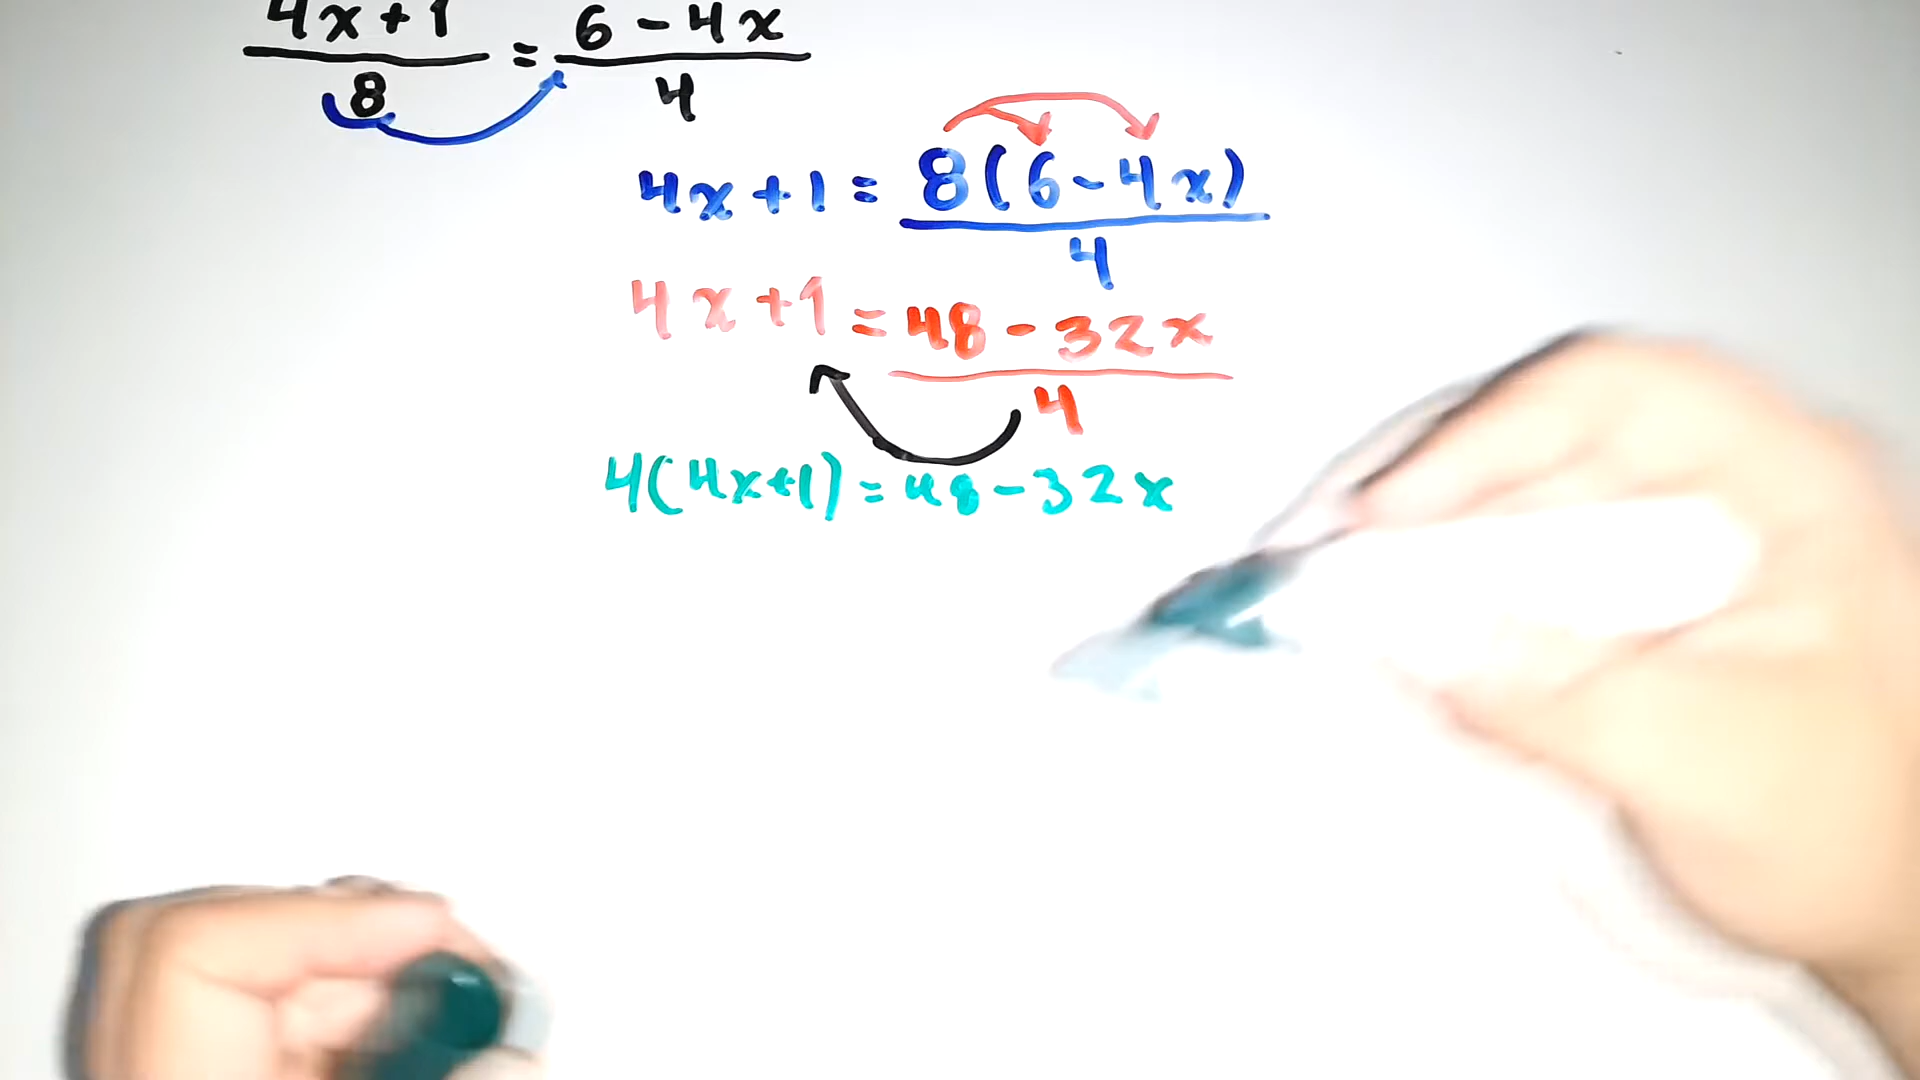 4x+1 = 6-4x
8 4
4x+1 = 8(6-4x)
4
4x+1 = 48-32x
4
4(4x+1) = 48-32x